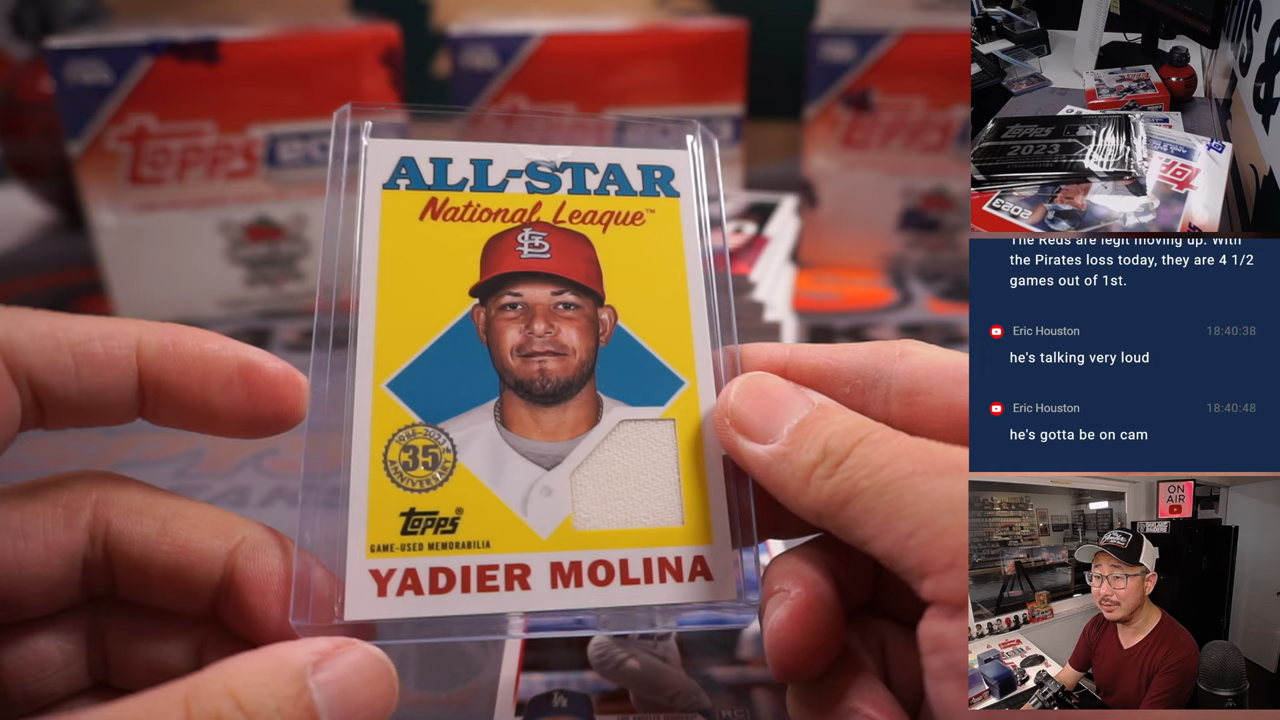 ALL-STAR
National League™
STL
1988-2023
35
ANNIVERSARY
Topps®
GAME-USED MEMORABILIA
YADIER MOLINA
Topps
Topps
2023
2023
The Reds are legit moving up. With
the Pirates loss today, they are 4 1/2
games out of 1st.
Eric Houston 18:40:38
he's talking very loud
Eric Houston 18:40:48
he's gotta be on cam
ON
AIR